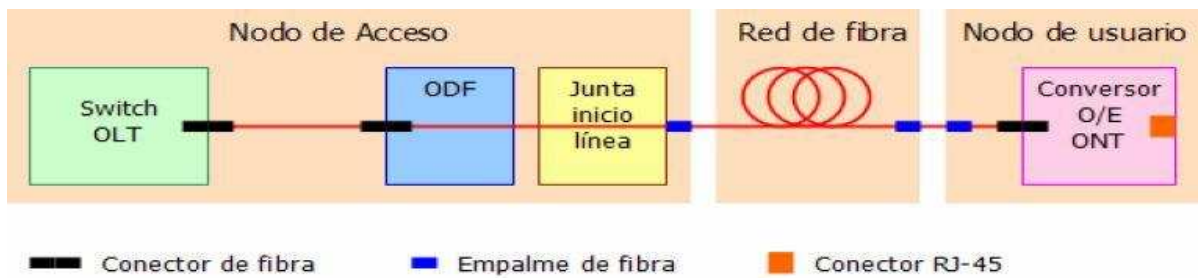 Nodo de Acceso
Red de fibra
Nodo de usuario
Switch
OLT
ODF
Junta
inicio
línea
Conversor
O/E
ONT
Conector de fibra
Empalme de fibra
Conector RJ-45